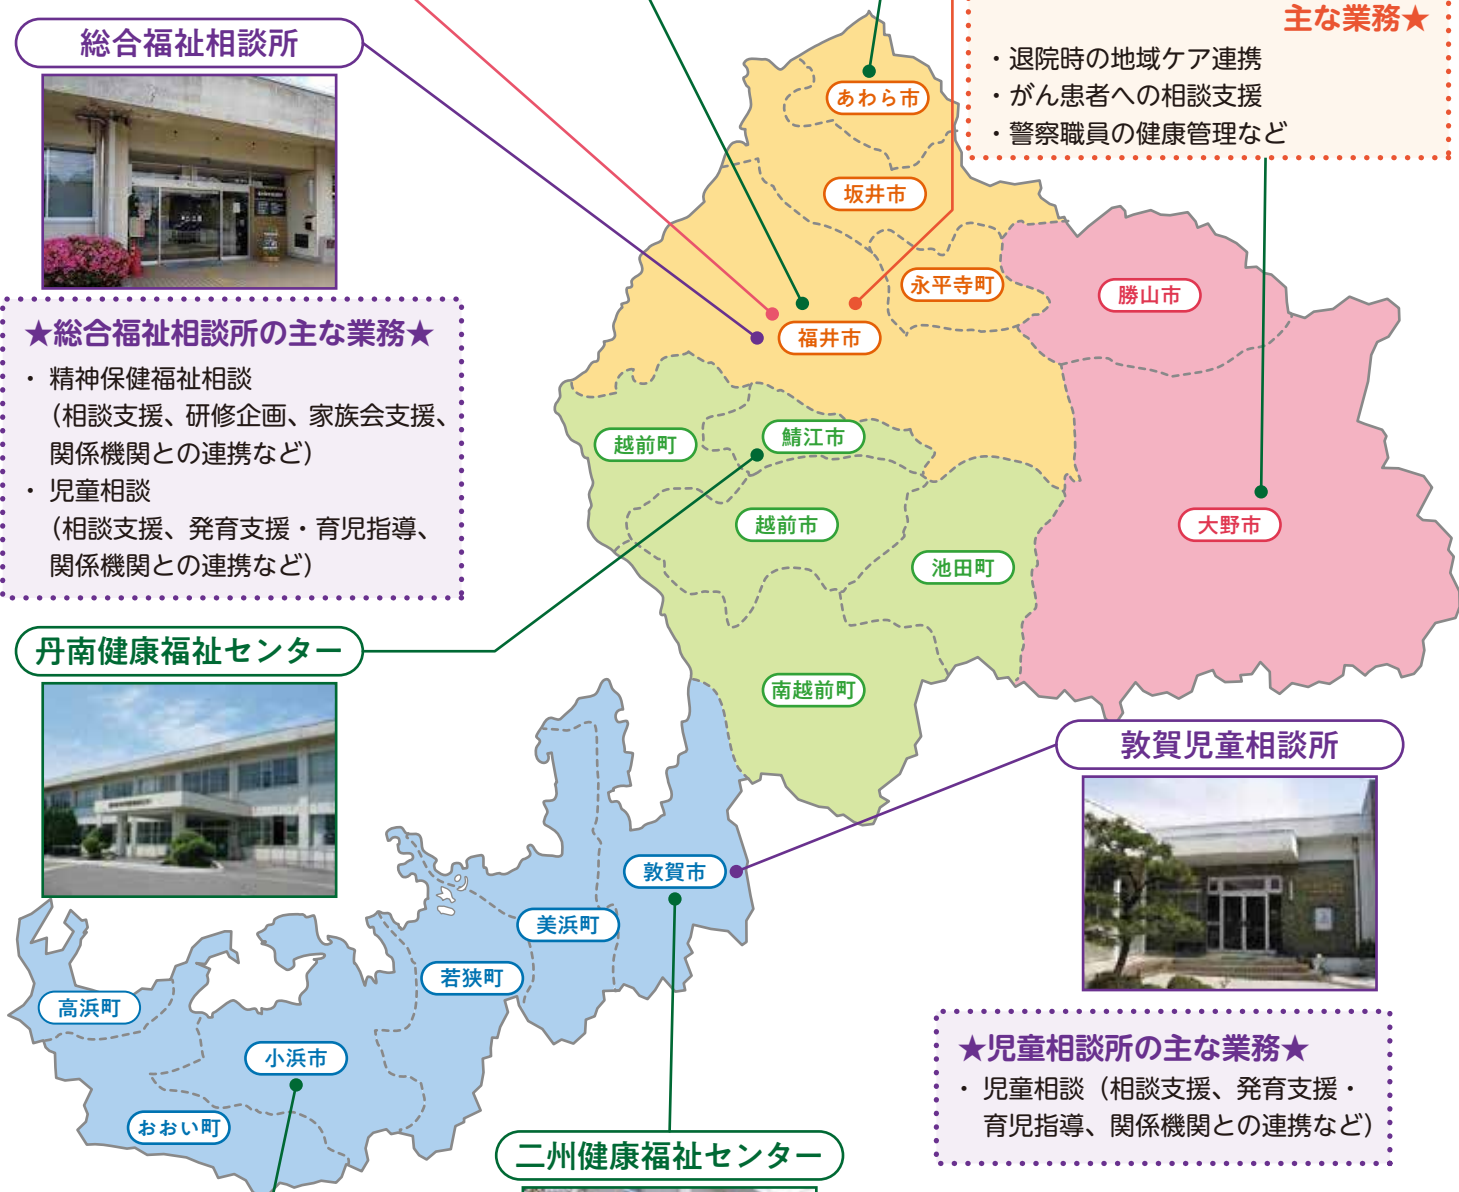 総合福祉相談所
主な業務★
・退院時の地域ケア連携
・がん患者への相談支援
・警察職員の健康管理など
★総合福祉相談所の主な業務★
・ 精神保健福祉相談
（相談支援、研修企画、家族会支援、
関係機関との連携など）
・ 児童相談
（相談支援、発育支援・育児指導、
関係機関との連携など）
あわら市
坂井市
永平寺町
勝山市
福井市
越前町
鯖江市
越前市
大野市
池田町
丹南健康福祉センター
南越前町
敦賀児童相談所
敦賀市
美浜町
若狭町
高浜町
小浜市
おおい町
★児童相談所の主な業務★
・ 児童相談（相談支援、発育支援・
育児指導、関係機関との連携など）
二州健康福祉センター